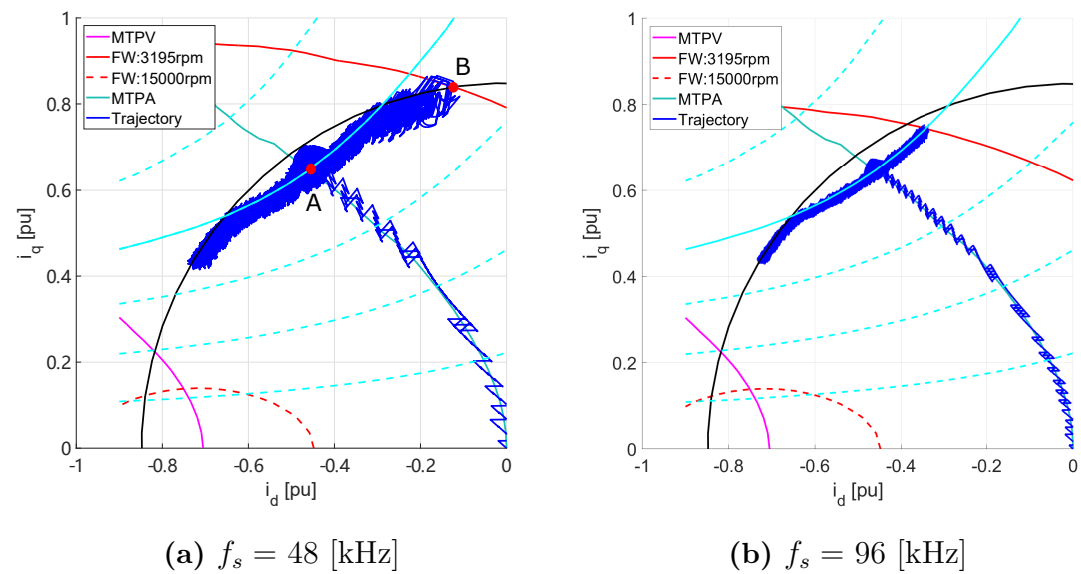 MTPV
FW:3195rpm
FW:15000rpm
MTPA
Trajectory
A
B
1
0.8
0.6
0.4
0.2
0
-1
-0.8
-0.6
-0.4
-0.2
0
i_q [pu]
i_d [pu]
(a) f_s = 48 [kHz]
MTPV
FW:3195rpm
FW:15000rpm
MTPA
Trajectory
1
0.8
0.6
0.4
0.2
0
-1
-0.8
-0.6
-0.4
-0.2
0
i_q [pu]
i_d [pu]
(b) f_s = 96 [kHz]